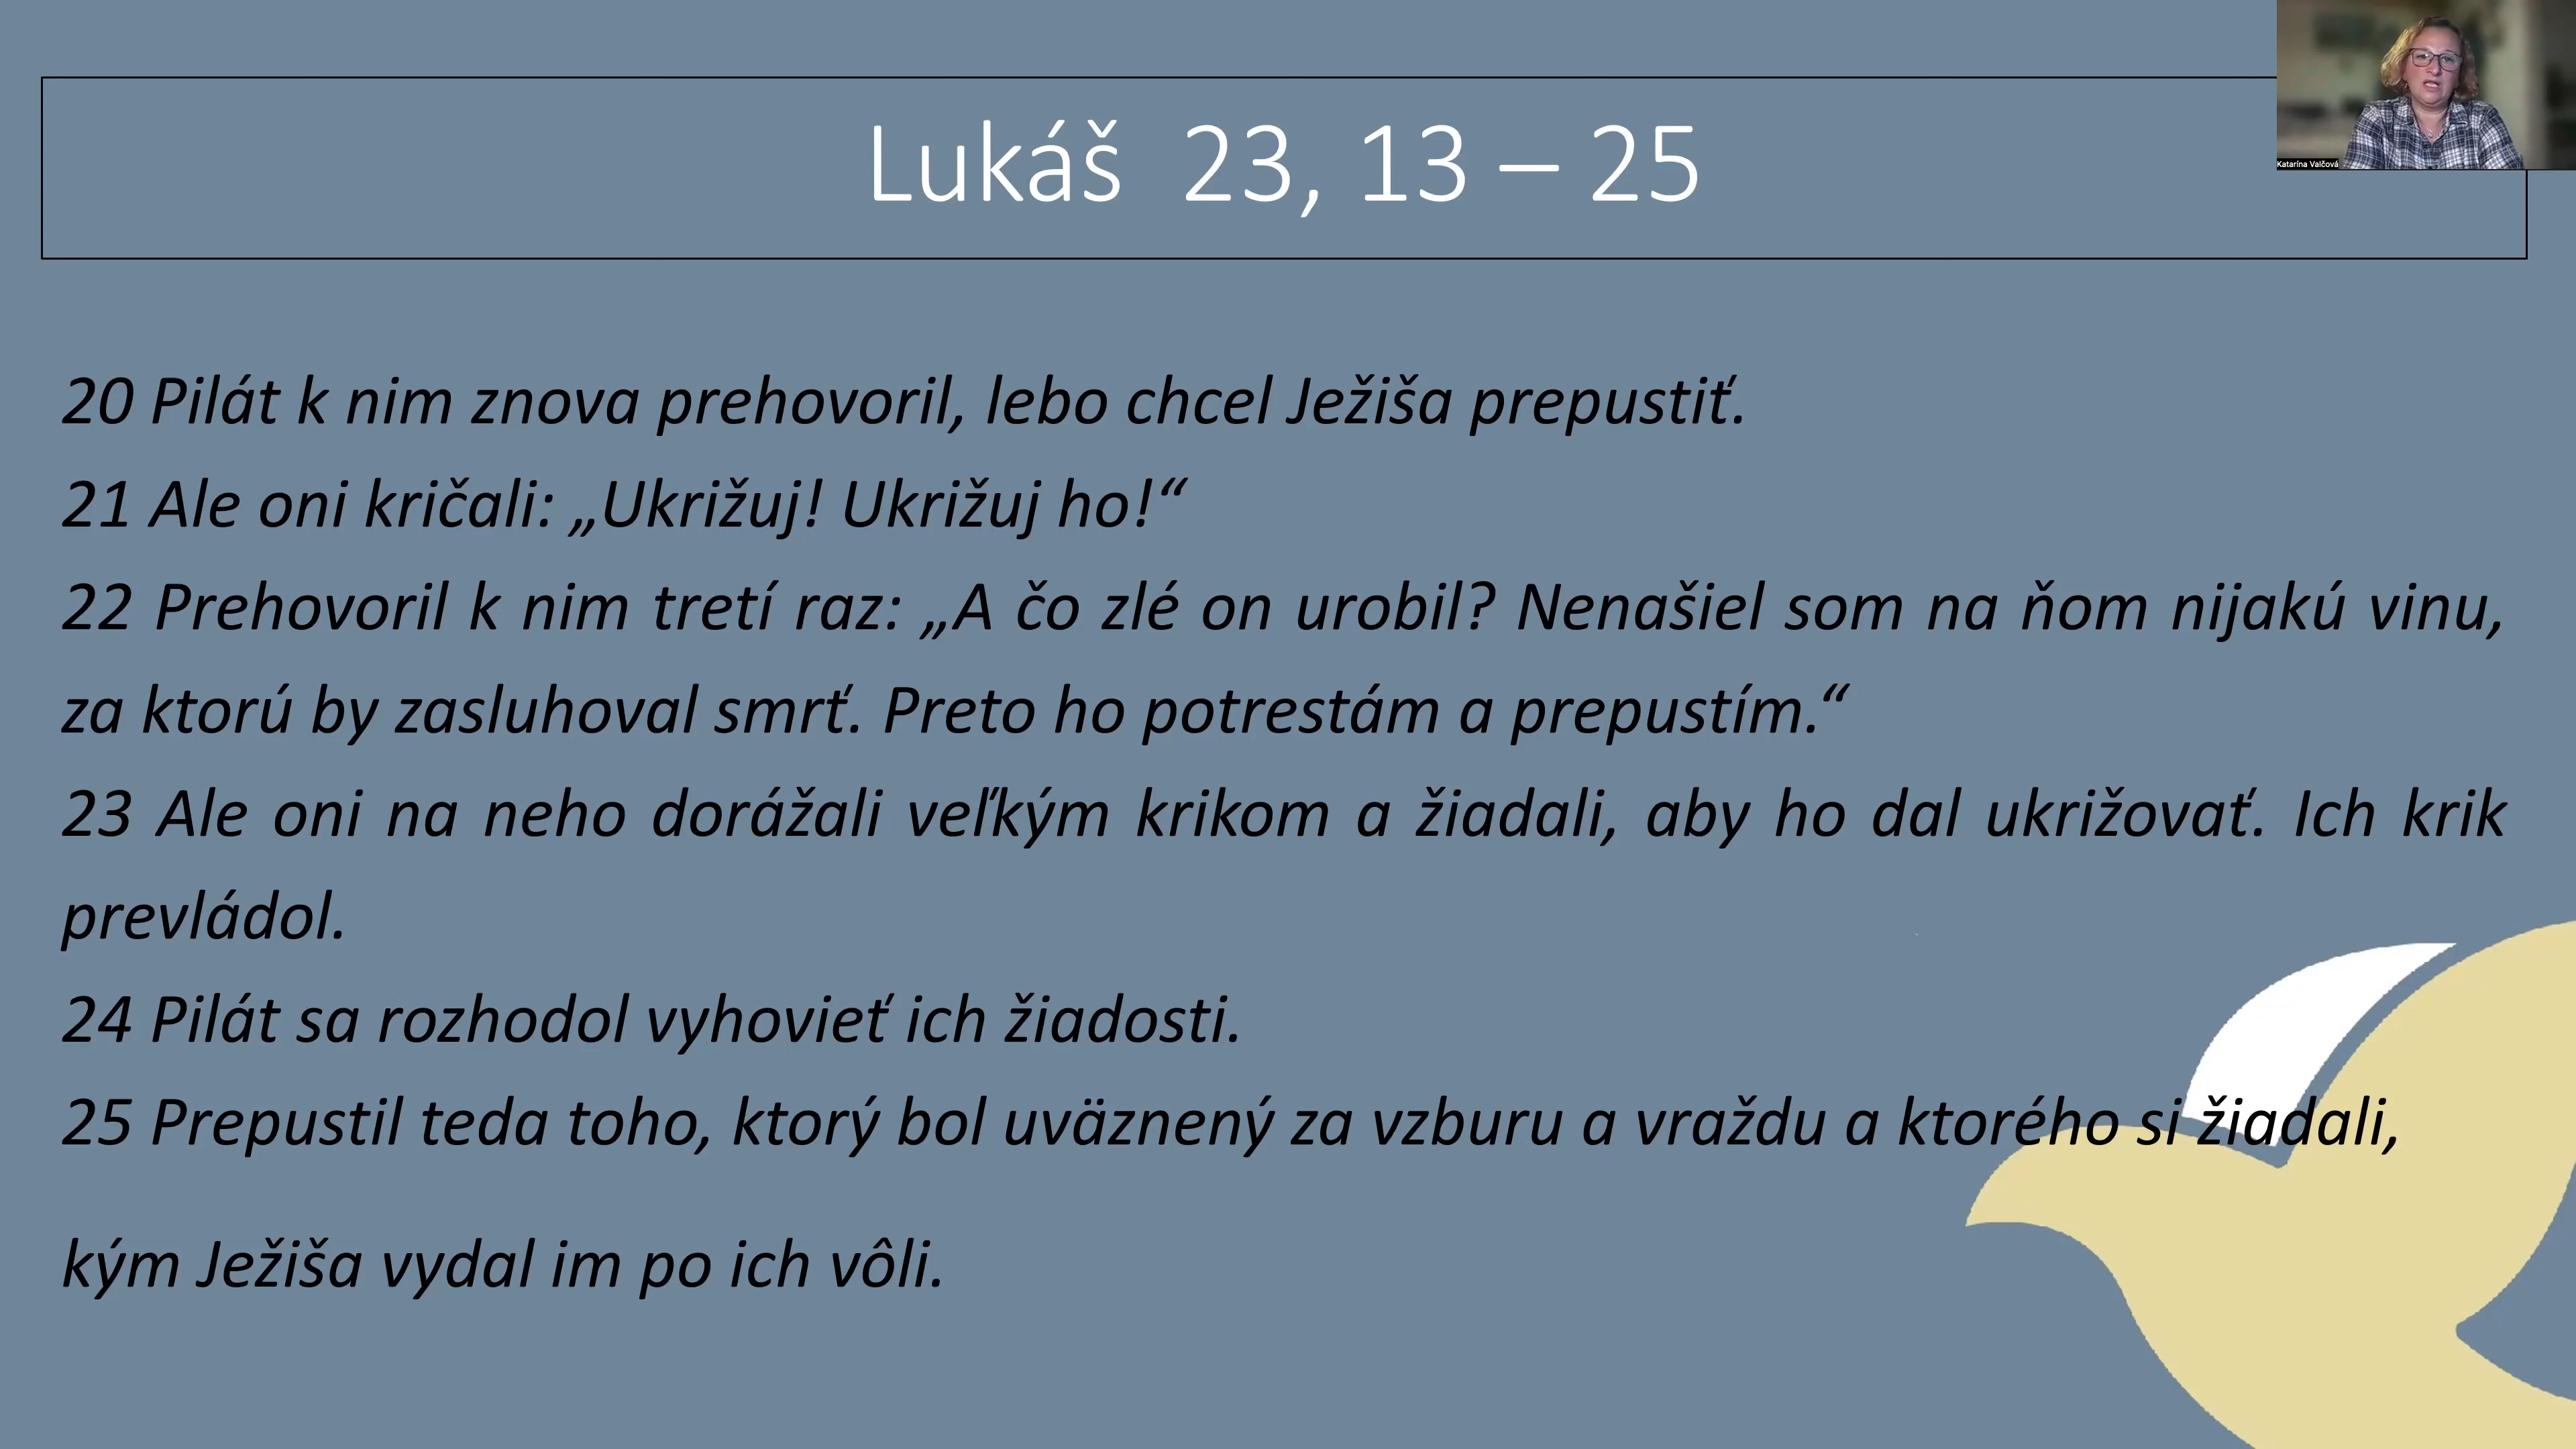 Lukáš 23, 13 – 25
Katarína Valčová
20 Pilát k nim znova prehovoril, lebo chcel Ježiša prepustiť.
21 Ale oni kričali: „Ukrižuj! Ukrižuj ho!“
22 Prehovoril k nim tretí raz: „A čo zlé on urobil? Nenašiel som na ňom nijakú vinu,
za ktorú by zasluhoval smrť. Preto ho potrestám a prepustím.“
23 Ale oni na neho dorážali veľkým krikom a žiadali, aby ho dal ukrižovať. Ich krik
prevládol.
24 Pilát sa rozhodol vyhovieť ich žiadosti.
25 Prepustil teda toho, ktorý bol uväznený za vzburu a vraždu a ktorého si žiadali,
kým Ježiša vydal im po ich vôli.